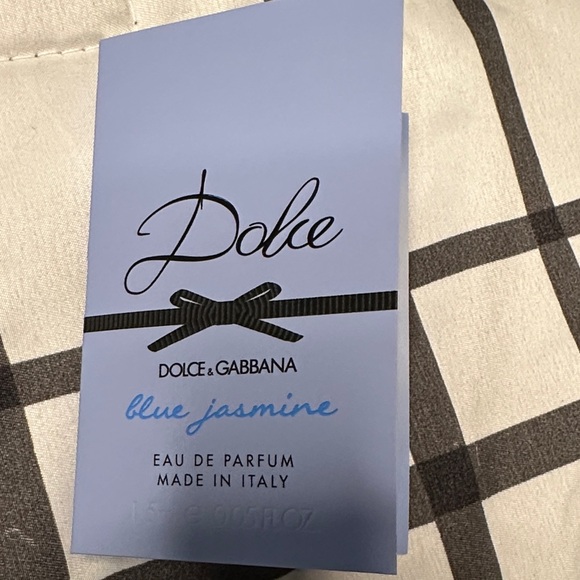 Dolce
DOLCE & GABBANA
blue jasmine
EAU DE PARFUM
MADE IN ITALY